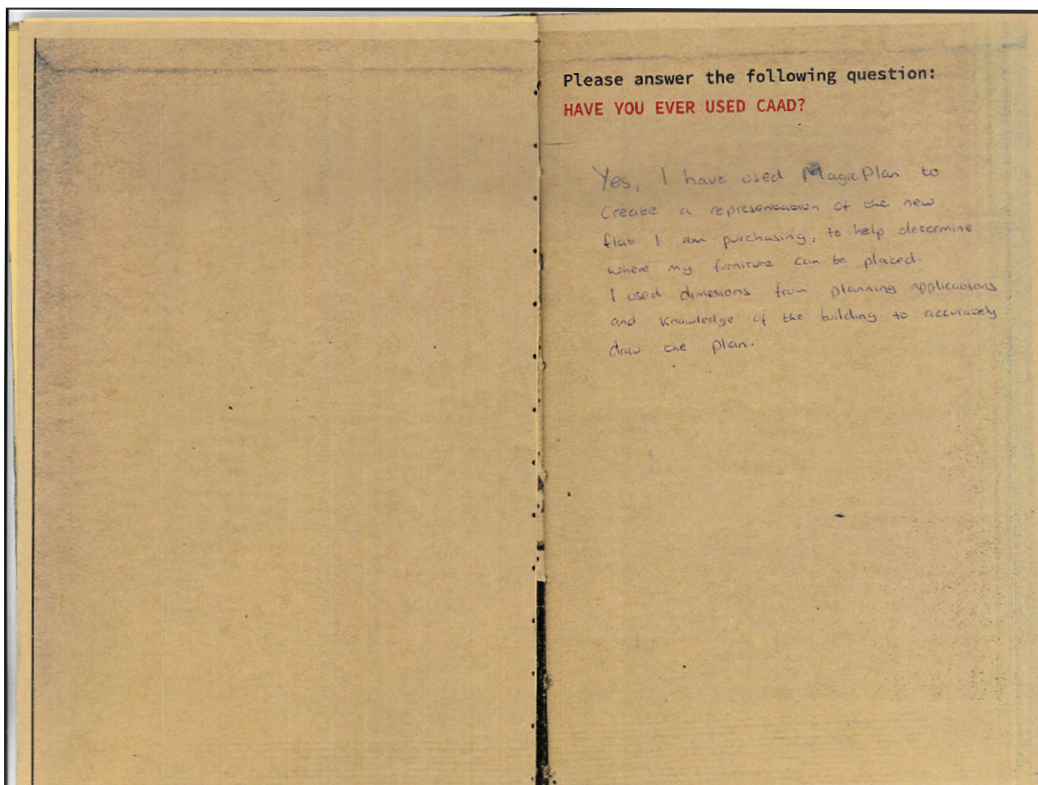 Please answer the following question:
HAVE YOU EVER USED CAAD?
Yes, I have used MagicPlan to
create a representation of the new
flat I am purchasing, to help determine
where my furniture can be placed.
I used dimesions from planning applications
and knowledge of the building to accurately
draw the plan.